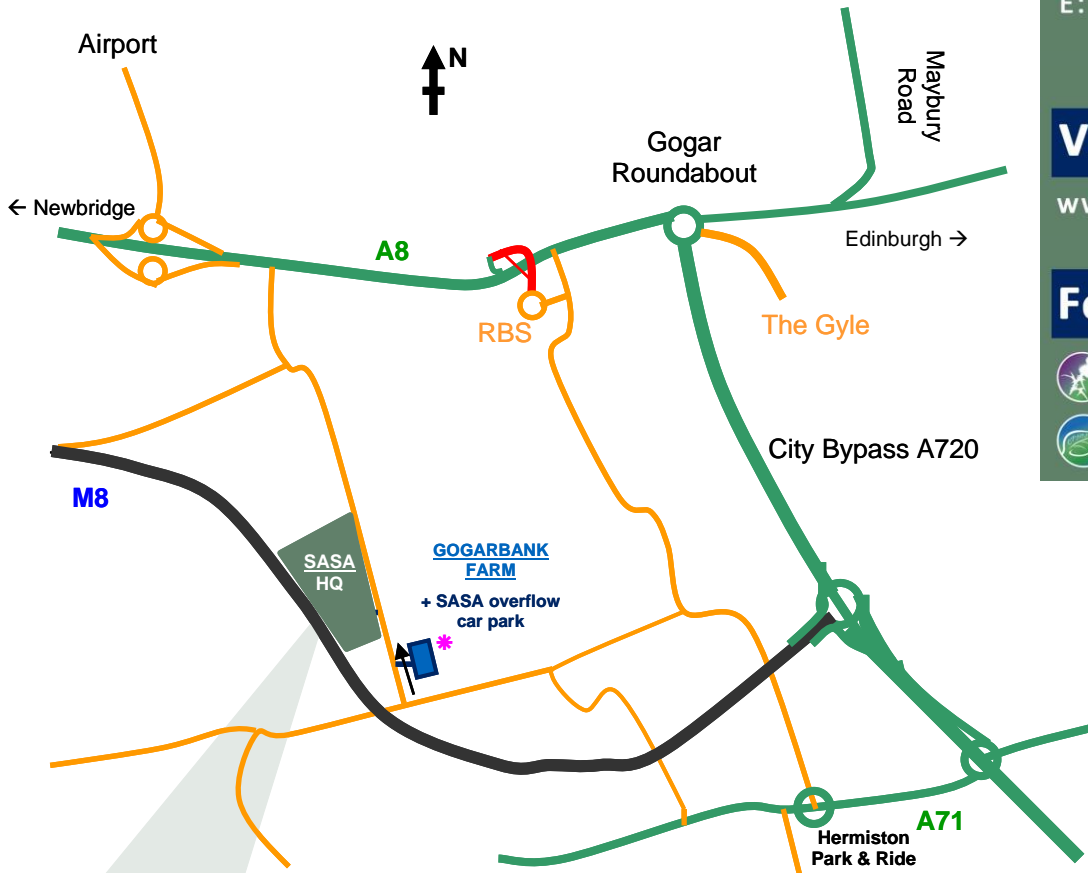 E:
Airport
N
Maybury
Road
Gogar
Roundabout
← Newbridge
A8
Edinburgh →
RBS
The Gyle
City Bypass A720
M8
SASA
HQ
GOGARBANK
FARM
+ SASA overflow
car park
*
A71
Hermiston
Park & Ride